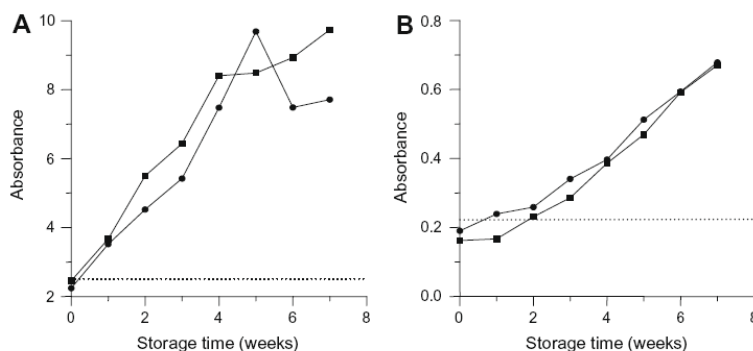 A
10
8
6
4
2
Absorbance
0 2 4 6 8
Storage time (weeks)
B
0.8
0.6
0.4
0.2
0.0
Absorbance
0 2 4 6 8
Storage time (weeks)